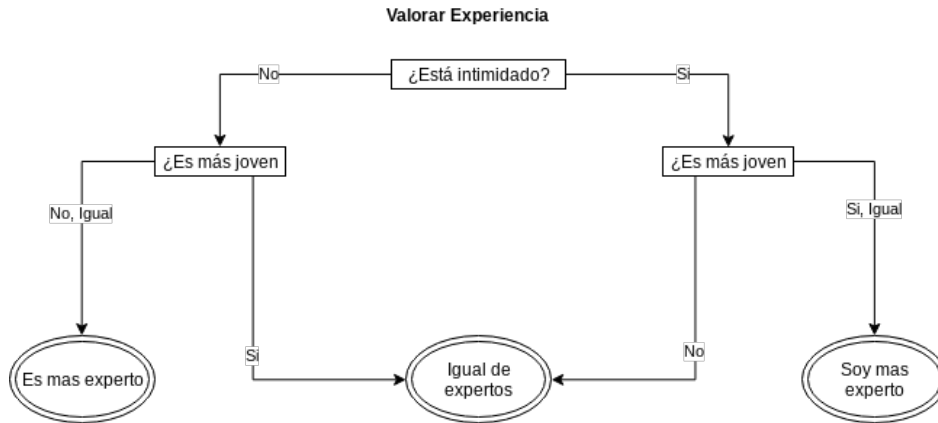 Valorar Experiencia
¿Está intimidado?
No
Si
¿Es más joven
¿Es más joven
No, Igual
Si, Igual
Si
No
Es mas experto
Igual de
expertos
Soy mas
experto